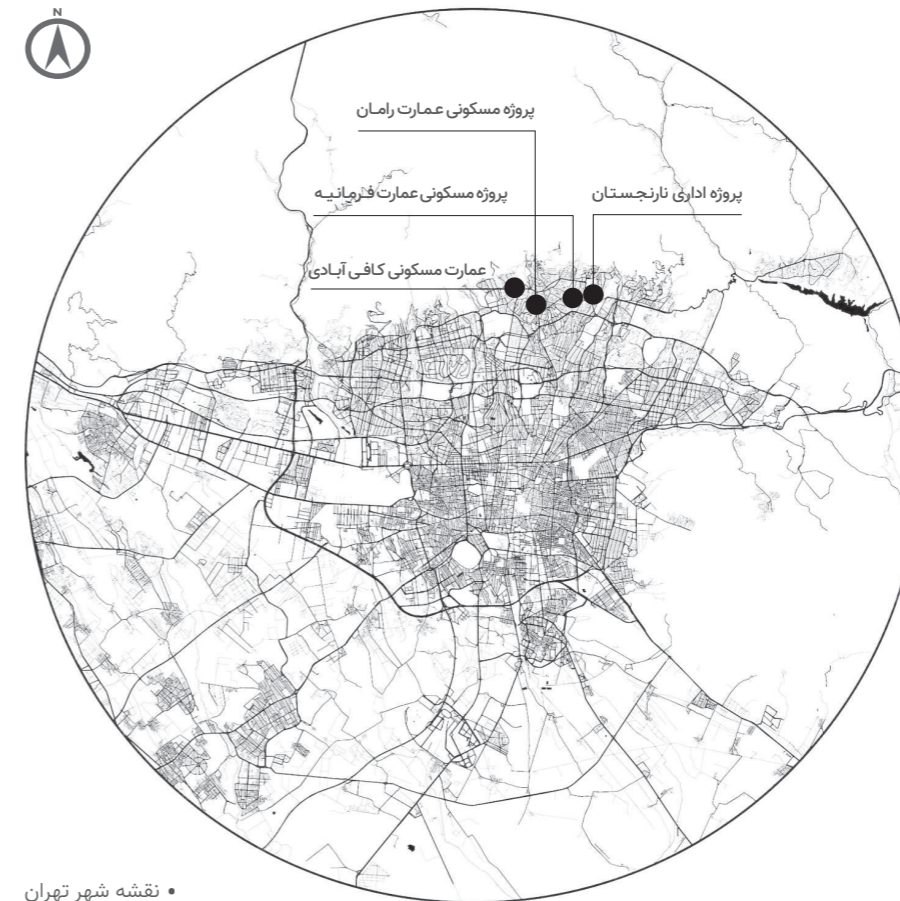 N
پروژه مسکونی عمارت رامان
پروژه مسکونی عمارت فرمانیه
پروژه اداری نارنجستان
عمارت مسکونی کافی آبادی
• نقشه شهر تهران